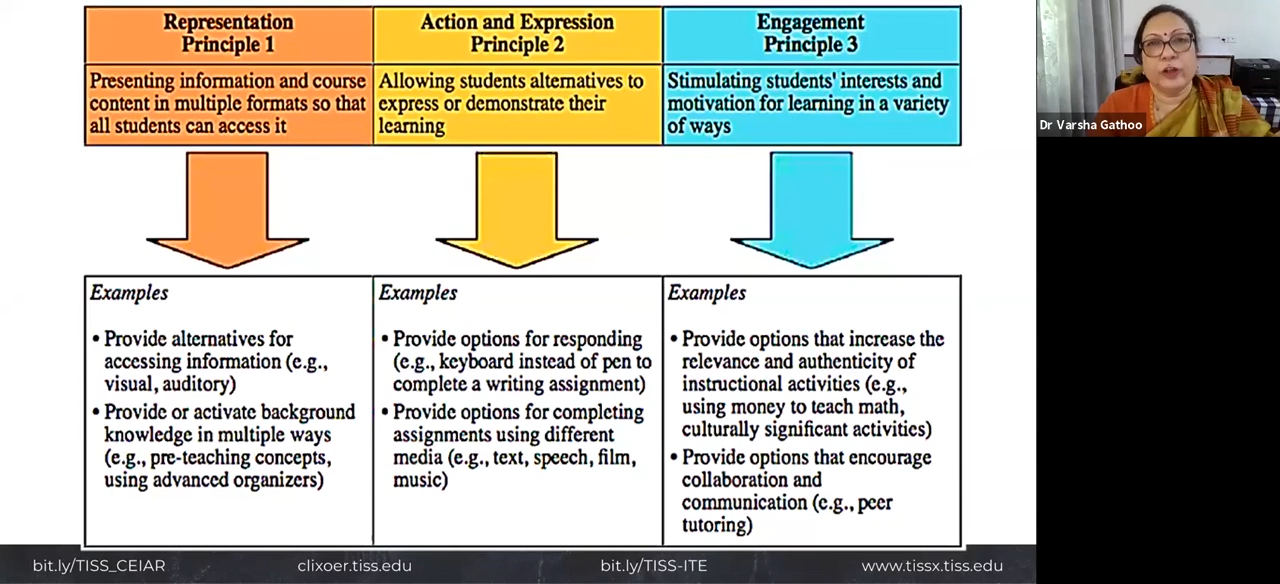 Representation
Principle 1
Action and Expression
Principle 2
Engagement
Principle 3
Presenting information and course
content in multiple formats so that
all students can access it
Allowing students alternatives to
express or demonstrate their
learning
Stimulating students' interests and
motivation for learning in a variety
of ways
Examples
• Provide alternatives for
accessing information (e.g.,
visual, auditory)
• Provide or activate background
knowledge in multiple ways
(e.g., pre-teaching concepts,
using advanced organizers)
Examples
• Provide options for responding
(e.g., keyboard instead of pen to
complete a writing assignment)
• Provide options for completing
assignments using different
media (e.g., text, speech, film,
music)
Examples
• Provide options that increase the
relevance and authenticity of
instructional activities (e.g.,
using money to teach math,
culturally significant activities)
• Provide options that encourage
collaboration and
communication (e.g., peer
tutoring)
Dr Varsha Gathoo
bit.ly/TISS_CEIAR
clixoer.tiss.edu
bit.ly/TISS-ITE
www.tissx.tiss.edu